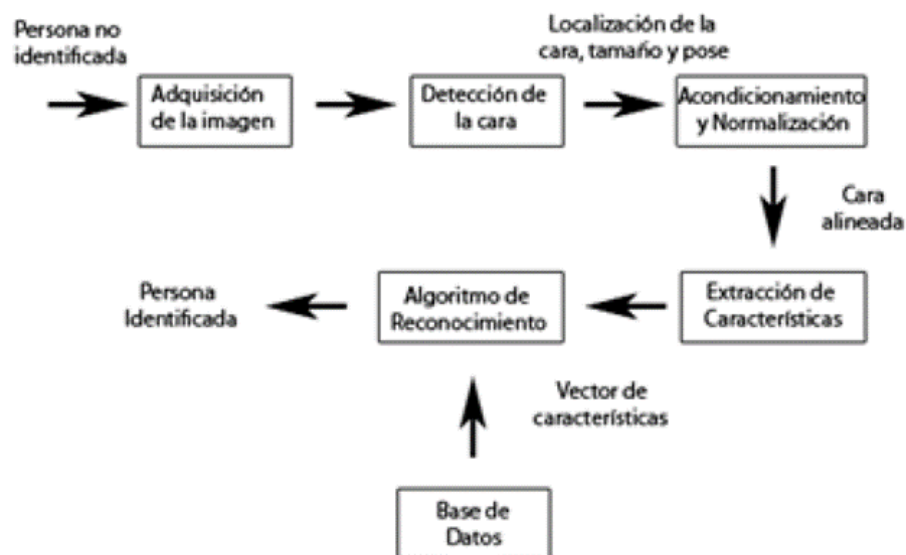 Persona no
identificada
Adquisición
de la imagen
Detección de
la cara
Localización de la
cara, tamaño y pose
Acondicionamiento
y Normalización
Cara
alineada
Extracción de
Características
Algoritmo de
Reconocimiento
Persona
Identificada
Vector de
características
Base de
Datos